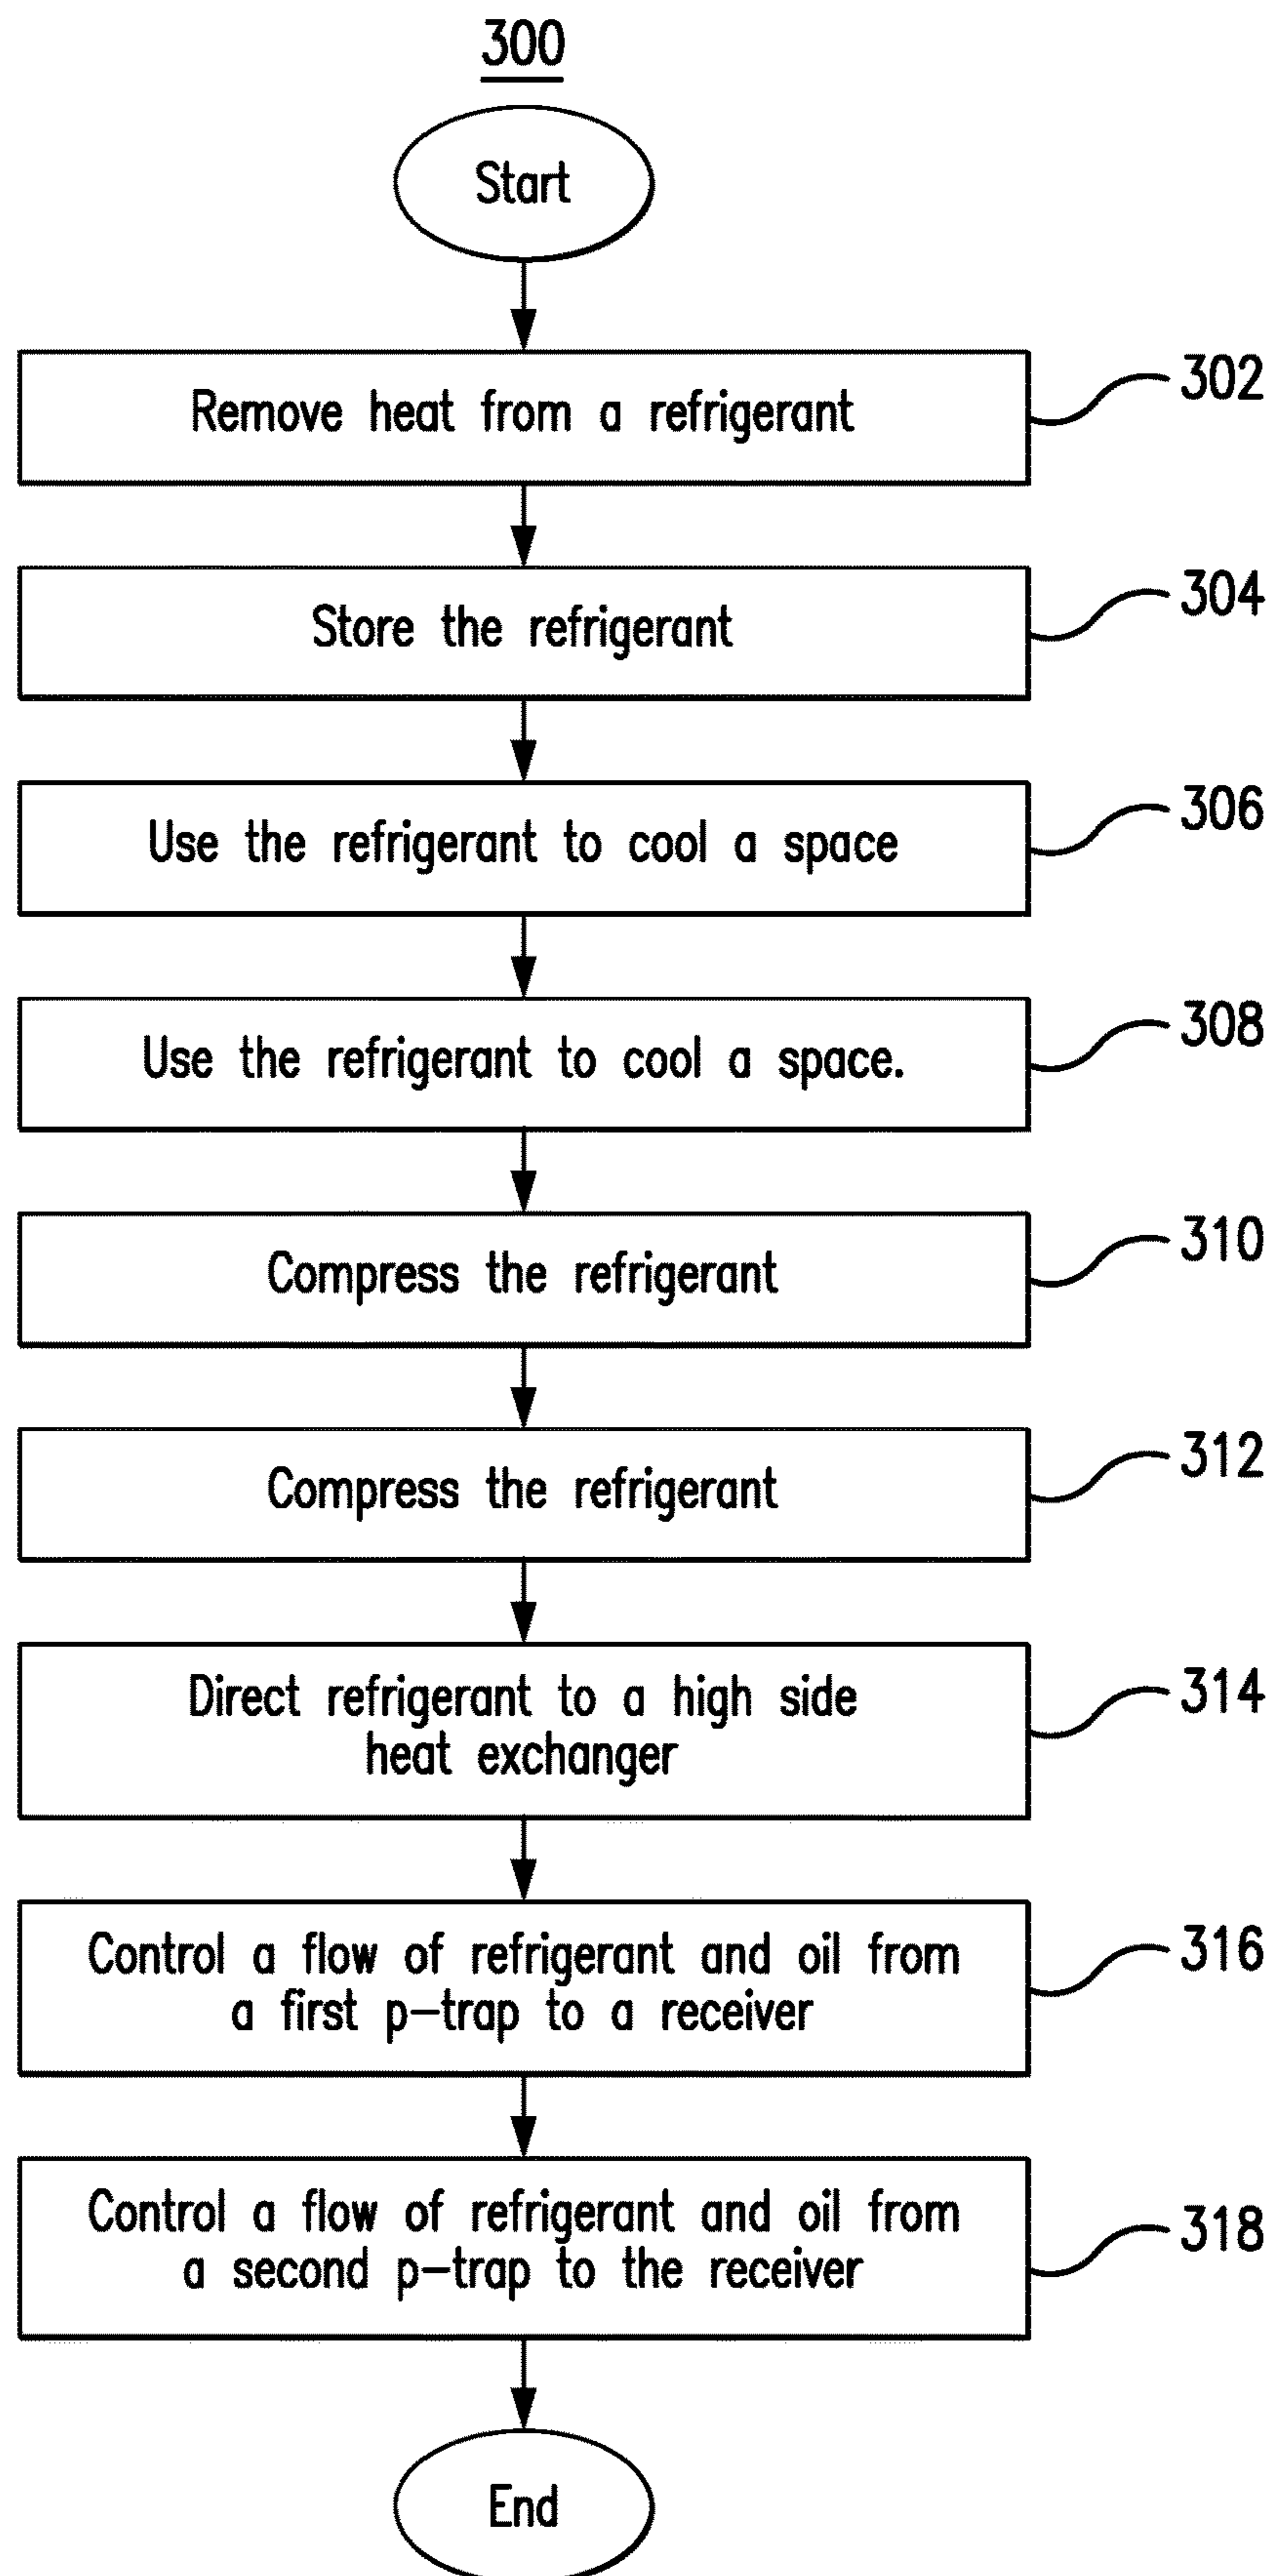 300
Start
Remove heat from a refrigerant
302
Store the refrigerant
304
Use the refrigerant to cool a space
306
Use the refrigerant to cool a space.
308
Compress the refrigerant
310
Compress the refrigerant
312
Direct refrigerant to a high side
heat exchanger
314
Control a flow of refrigerant and oil from
a first p-trap to a receiver
316
Control a flow of refrigerant and oil from
a second p-trap to the receiver
318
End